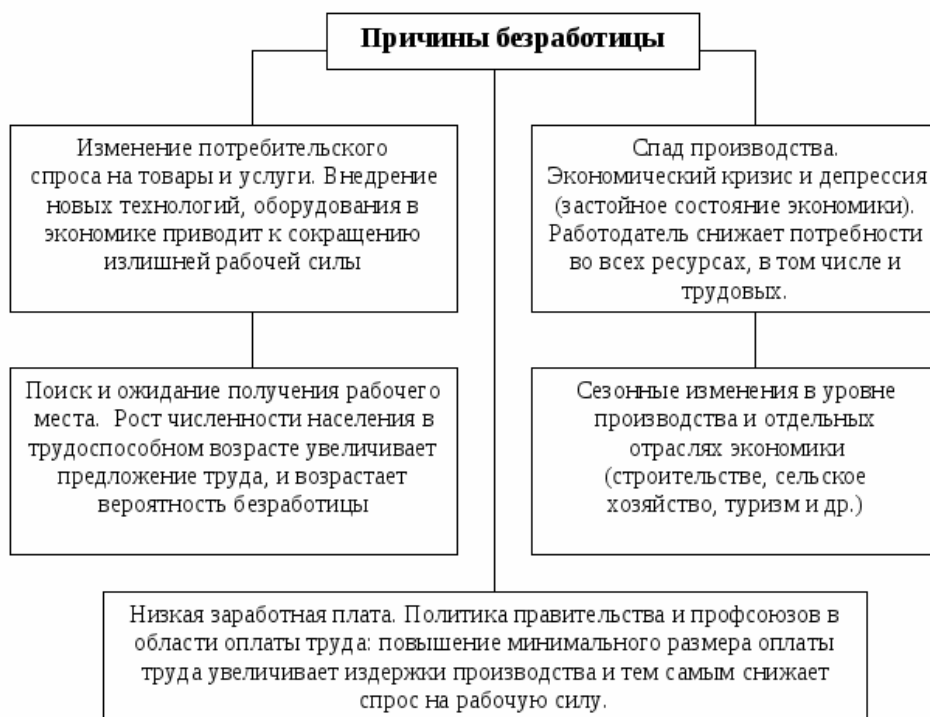 Причины безработицы
Изменение потребительского
спроса на товары и услуги. Внедрение
новых технологий, оборудования в
экономике приводит к сокращению
излишней рабочей силы
Спад производства.
Экономический кризис и депрессия
(застойное состояние экономики).
Работодатель снижает потребности
во всех ресурсах, в том числе и
трудовых.
Поиск и ожидание получения рабочего
места. Рост численности населения в
трудоспособном возрасте увеличивает
предложение труда, и возрастает
вероятность безработицы
Сезонные изменения в уровне
производства и отдельных
отраслях экономики
(строительстве, сельское
хозяйство, туризм и др.)
Низкая заработная плата. Политика правительства и профсоюзов в
области оплаты труда: повышение минимального размера оплаты
труда увеличивает издержки производства и тем самым снижает
спрос на рабочую силу.